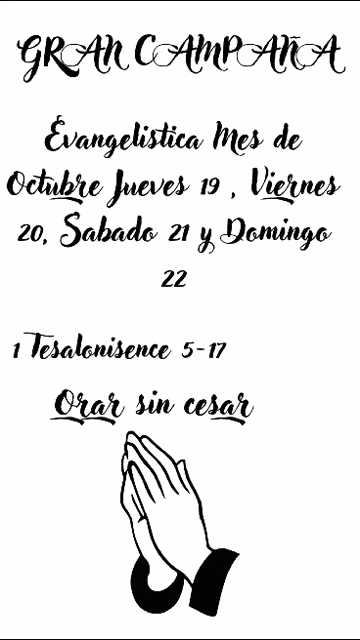 GRAN CAMPAñA
Évangelistica Mes de
Octubre Jueves 19 , Viernes
20, Sabado 21 y Domingo
22
1 Tesalonisence 5-17
Orar sin cesar